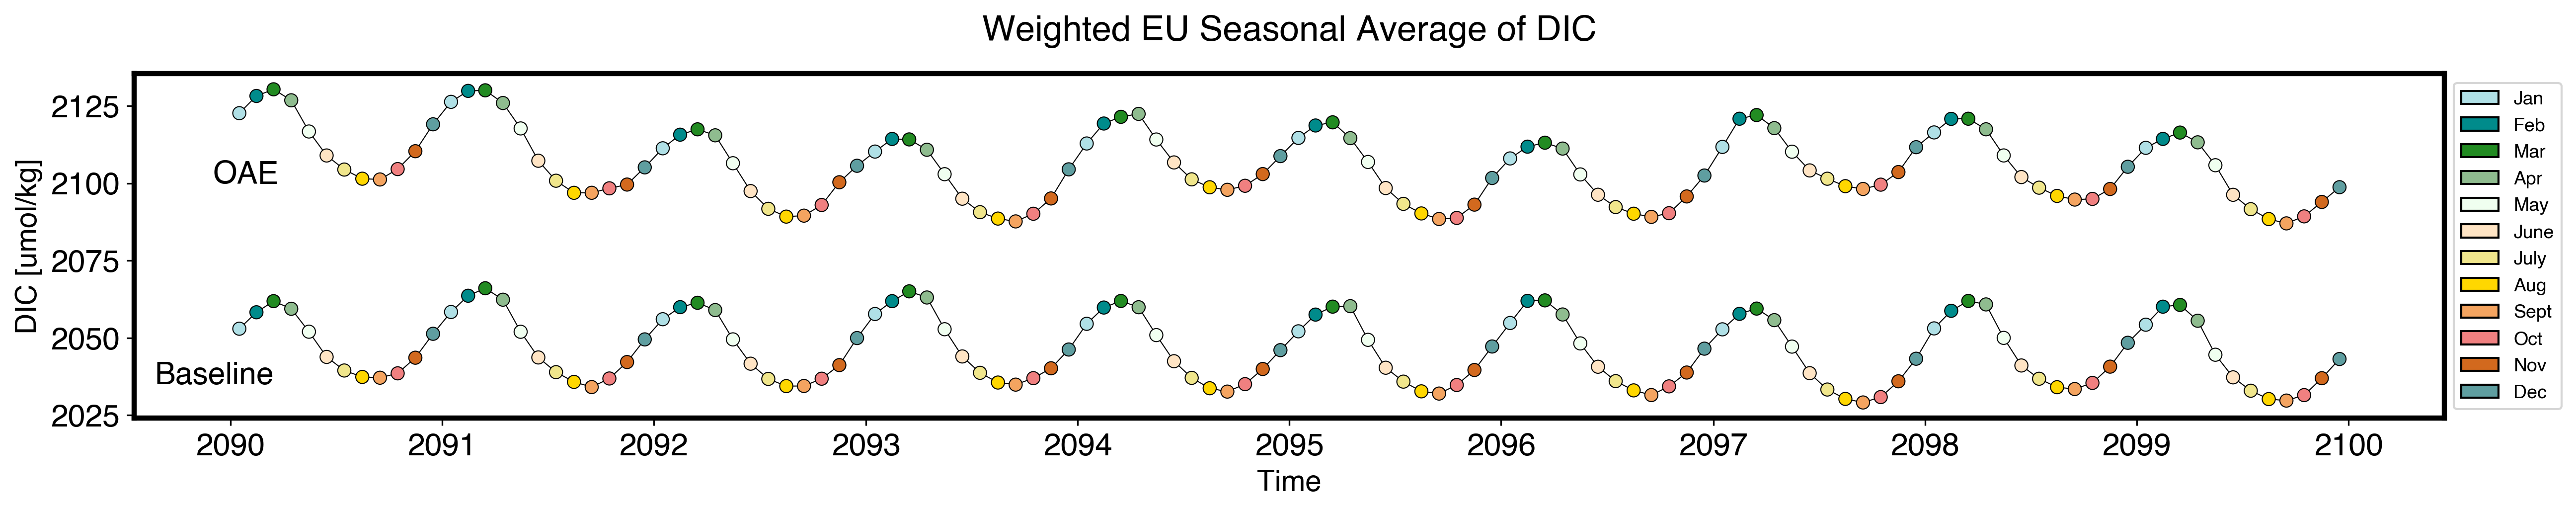 Weighted EU Seasonal Average of DIC
DIC [umol/kg]
2125
2100
2075
2050
2025
OAE
Baseline
2090 2091 2092 2093 2094 2095 2096 2097 2098 2099 2100
Time
Jan
Feb
Mar
Apr
May
June
July
Aug
Sept
Oct
Nov
Dec